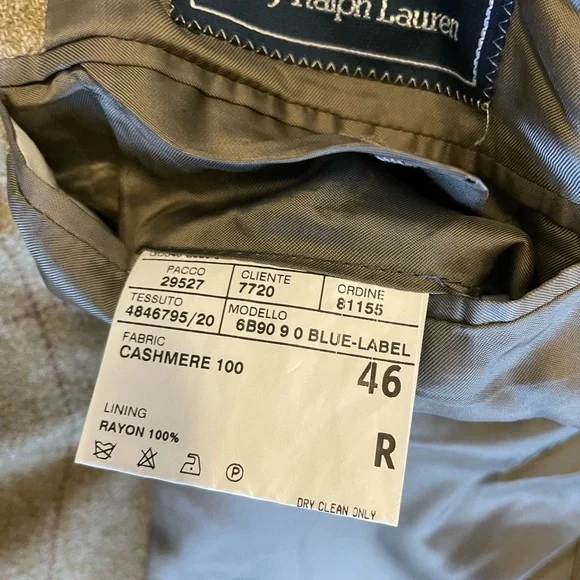 Ralph Lauren
PACCO CLIENTE ORDINE
29527 7720 81155
TESSUTO MODELLO
4846795/20 6B90 9 0 BLUE-LABEL
FABRIC
CASHMERE 100
46
LINING
RAYON 100%
R
P
DRY CLEAN ONLY